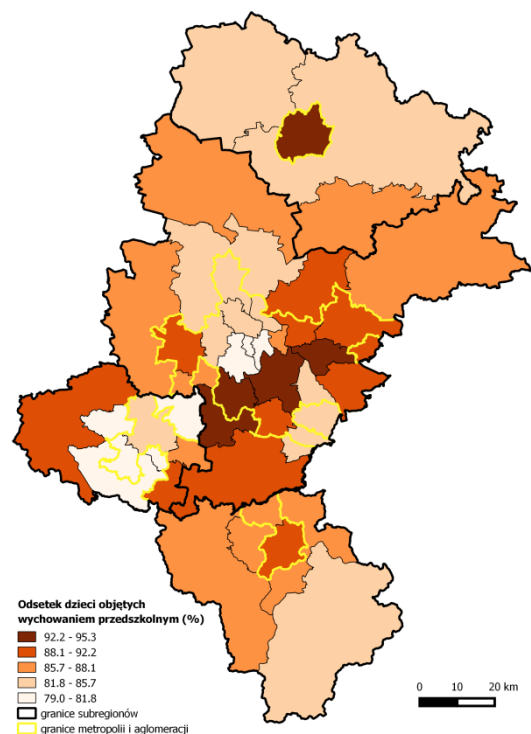 Odsetek dzieci objętych
wychowaniem przedszkolnym (%)
92.2 - 95.3
88.1 - 92.2
85.7 - 88.1
81.8 - 85.7
79.0 - 81.8
granice subregionów
granice metropolii i aglomeracji
0 10 20 km